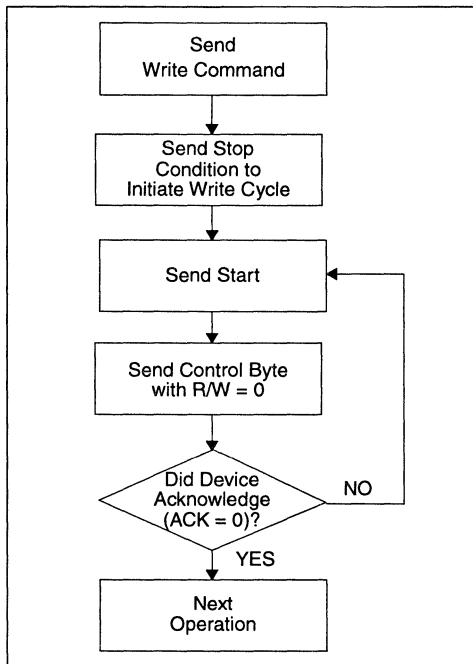 Send
Write Command
Send Stop
Condition to
Initiate Write Cycle
Send Start
Send Control Byte
with R/W = 0
Did Device
Acknowledge
(ACK = 0)?
NO
YES
Next
Operation